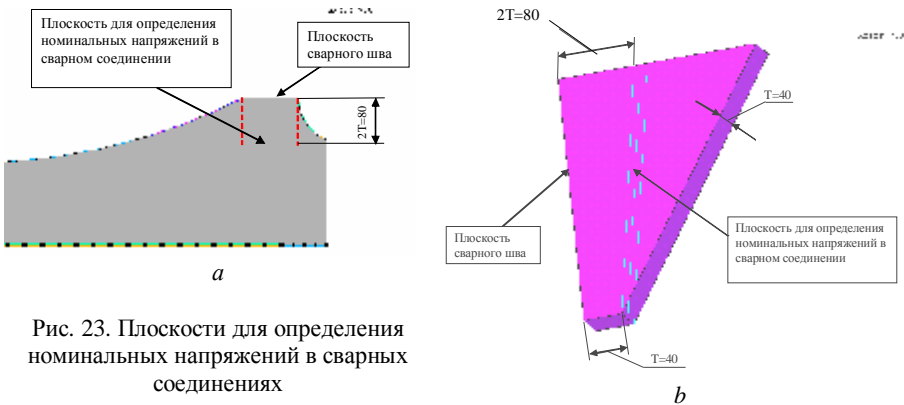 Плоскость для определения
номинальных напряжений в
сварном соединении
Плоскость
сварного шва
2T=80
a
Рис. 23. Плоскости для определения
номинальных напряжений в сварных
соединениях
2T=80
T=40
Плоскость
сварного шва
Плоскость для определения
номинальных напряжений в
сварном соединении
T=40
b